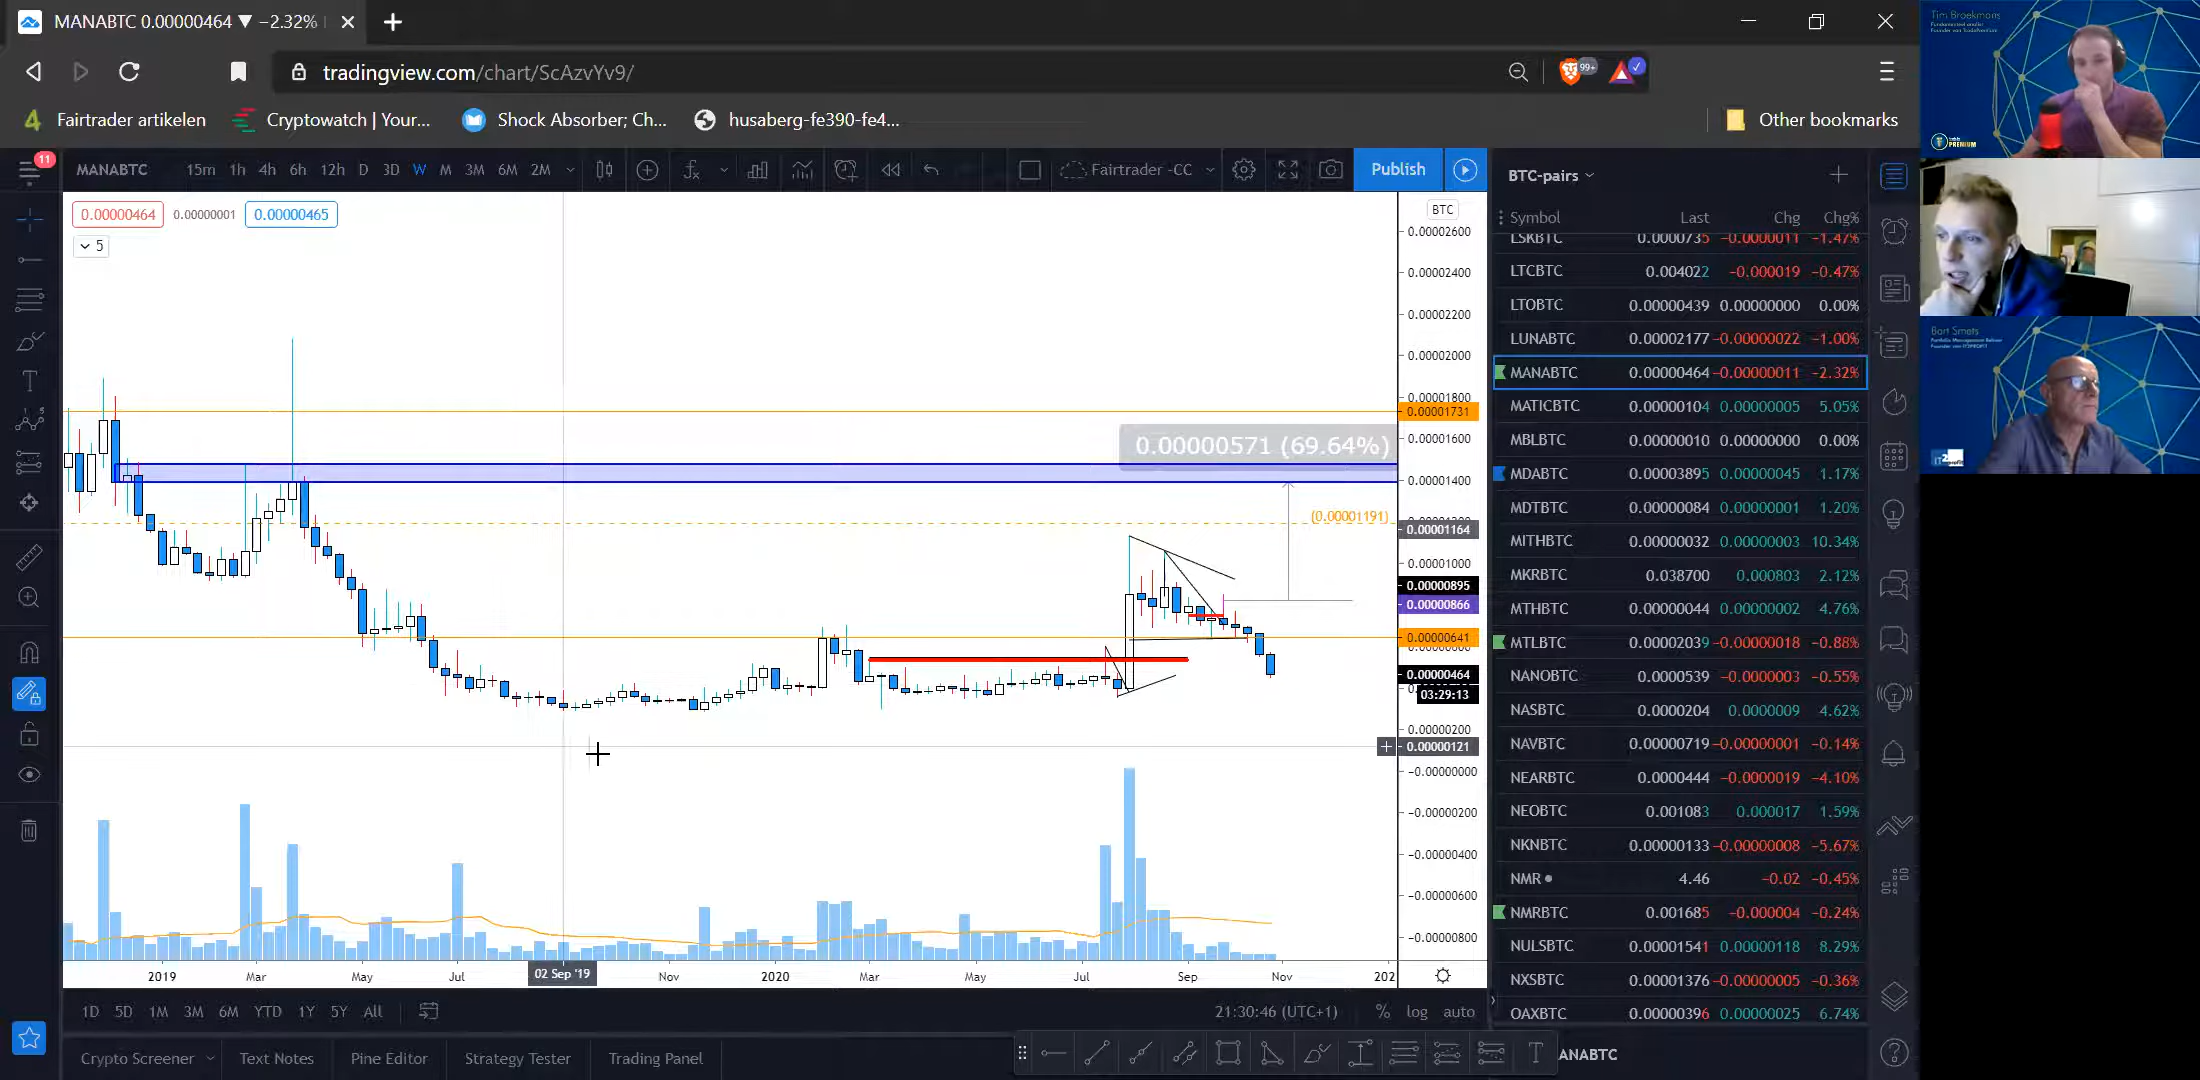 MANABTC 0.00000464 ▼ −2.32%
tradingview.com/chart/ScAzvYv9/
99+
Fairtrader artikelen
Cryptowatch | Your...
Shock Absorber; Ch...
husaberg-fe390-fe4...
Other bookmarks
11
MANABTC 15m 1h 4h 6h 12h D 3D W M 3M 6M 2M
Fairtrader -CC
Publish
0.00000464 0.00000001 0.00000465
5
BTC
0.00002600
0.00002400
0.00002200
0.00002000
0.00001800
0.00001731
0.00001600
0.00000571 (69.64%)
0.00001400
(0.00001191)
0.00001164
0.00001000
0.00000895
0.00000866
0.00000641
0.00000464
03:29:13
0.00000200
0.00000121
−0.00000000
−0.00000200
−0.00000400
−0.00000600
−0.00000800
2019 Mar May Jul 02 Sep '19 Nov 2020 Mar May Jul Sep Nov 202
1D 5D 1M 3M 6M YTD 1Y 5Y All
21:30:46 (UTC+1) % log auto
Crypto Screener Text Notes Pine Editor Strategy Tester Trading Panel
BTC-pairs
Symbol Last Chg Chg%
LSKBTC 0.0000735 −0.0000011 −1.47%
LTCBTC 0.004022 −0.000019 −0.47%
LTOBTC 0.00000439 0.00000000 0.00%
LUNABTC 0.00002177 −0.00000022 −1.00%
MANABTC 0.00000464 −0.00000011 −2.32%
MATICBTC 0.00000104 0.00000005 5.05%
MBLBTC 0.00000010 0.00000000 0.00%
MDABTC 0.00003895 0.00000045 1.17%
MDTBTC 0.00000084 0.00000001 1.20%
MITHBTC 0.00000032 0.00000003 10.34%
MKRBTC 0.038700 0.000803 2.12%
MTHBTC 0.00000044 0.00000002 4.76%
MTLBTC 0.00002039 −0.00000018 −0.88%
NANOBTC 0.0000539 −0.0000003 −0.55%
NASBTC 0.0000204 0.0000009 4.62%
NAVBTC 0.00000719 −0.00000001 −0.14%
NEARBTC 0.0000444 −0.0000019 −4.10%
NEOBTC 0.001083 0.000017 1.59%
NKNBTC 0.00000133 −0.00000008 −5.67%
NMR 4.46 −0.02 −0.45%
NMRBTC 0.001685 −0.000004 −0.24%
NULSBTC 0.00001541 0.00000118 8.29%
NXSBTC 0.00001376 −0.00000005 −0.36%
OAXBTC 0.00000396 0.00000025 6.74%
ANABTC
Tim Broekmans
PREMIUM
Bart Smets